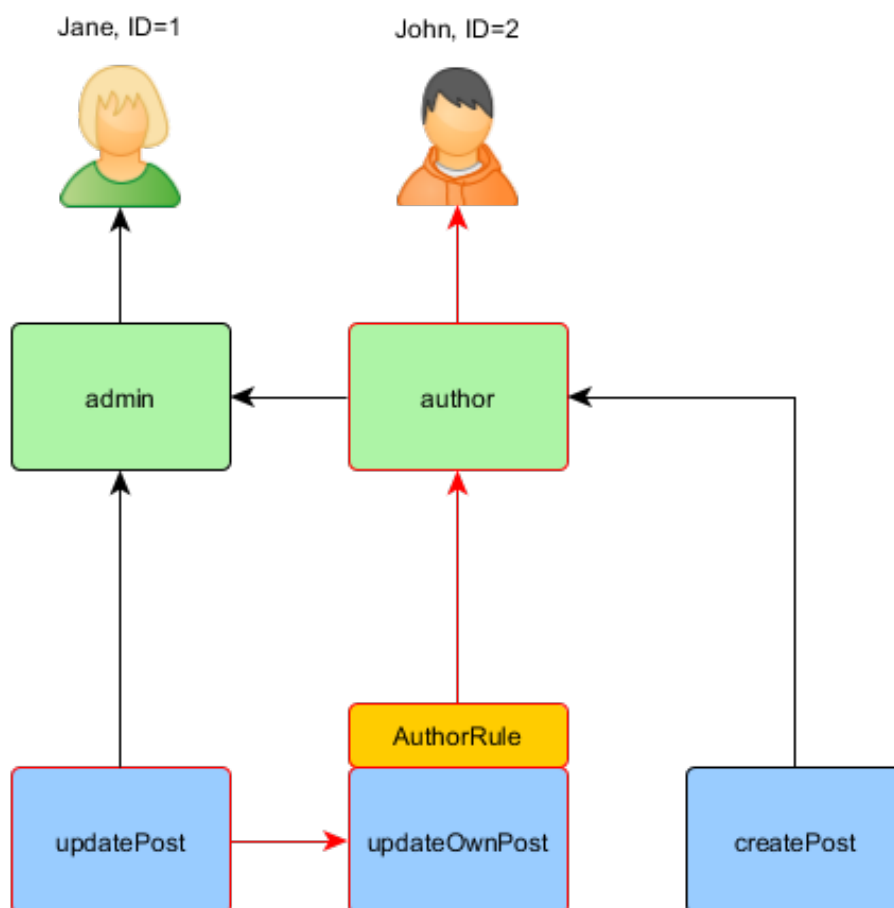 Jane, ID=1
John, ID=2
admin
author
AuthorRule
updatePost
updateOwnPost
createPost